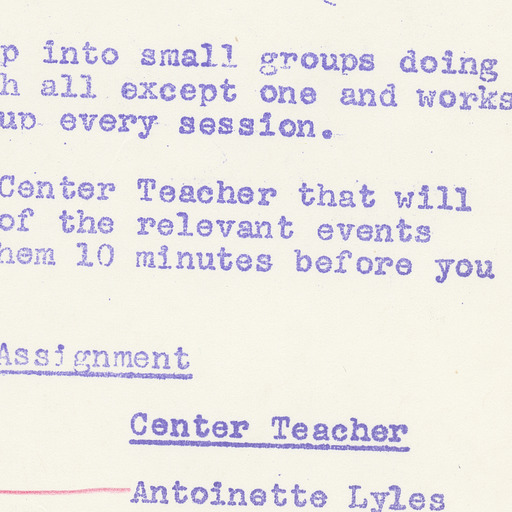 p into small groups doing
h all except one and works
up every session.
Center Teacher that will
of the relevant events
hem 10 minutes before you
Assignment
Center Teacher
Antoinette Lyles